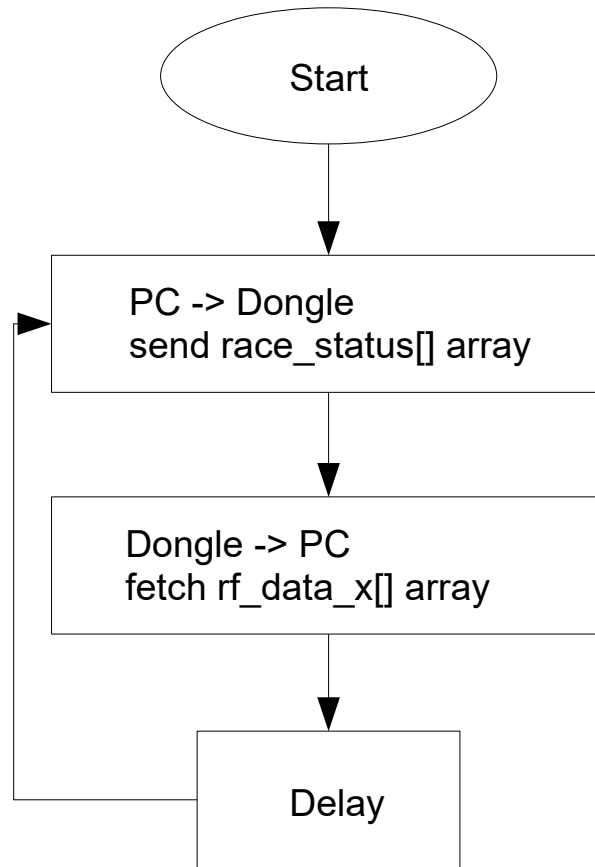 Start
PC -> Dongle
send race_status[] array
Dongle -> PC
fetch rf_data_x[] array
Delay